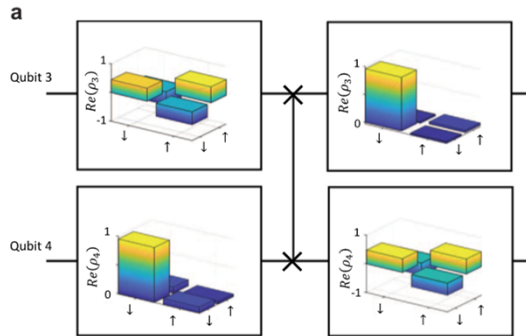 a
Qubit 3
Re(ρ₃)
1
-1
↓ ↑ ↓ ↑
Re(ρ₃)
1
0
↓ ↑ ↓ ↑
Qubit 4
Re(ρ₄)
1
0
↓ ↑ ↓ ↑
Re(ρ₄)
1
-1
↓ ↑ ↓ ↑